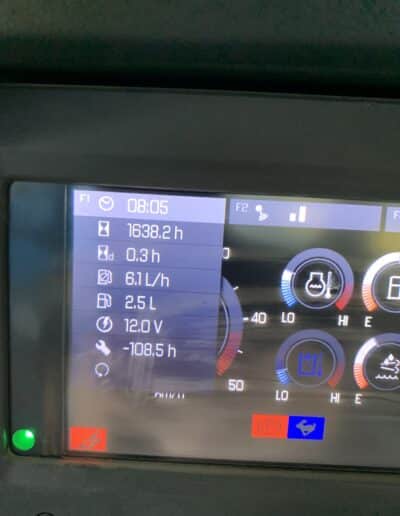 F1 08:05
F2
1638.2 h
d 0.3 h
6.1 L/h
2.5 L
12.0 V
-108.5 h
40
50
LO HI E
LO HI E